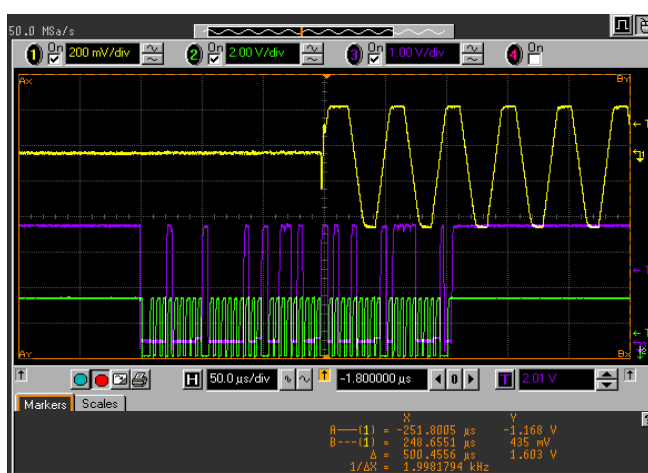 50.0 MSa/s
1 On 200 mV/div 2 On 2.00 V/div 3 On 1.00 V/div 4 On
Ax By
Ay Bx
H 50.0 µs/div -1.800000 µs 0 T 2.01 V
Markers Scales
X Y
A——(1) = -251.8005 µs -1.168 V
B---(1) = 248.6551 µs 435 mV
Δ = 500.4556 µs 1.603 V
1/ΔX = 1.9981794 kHz